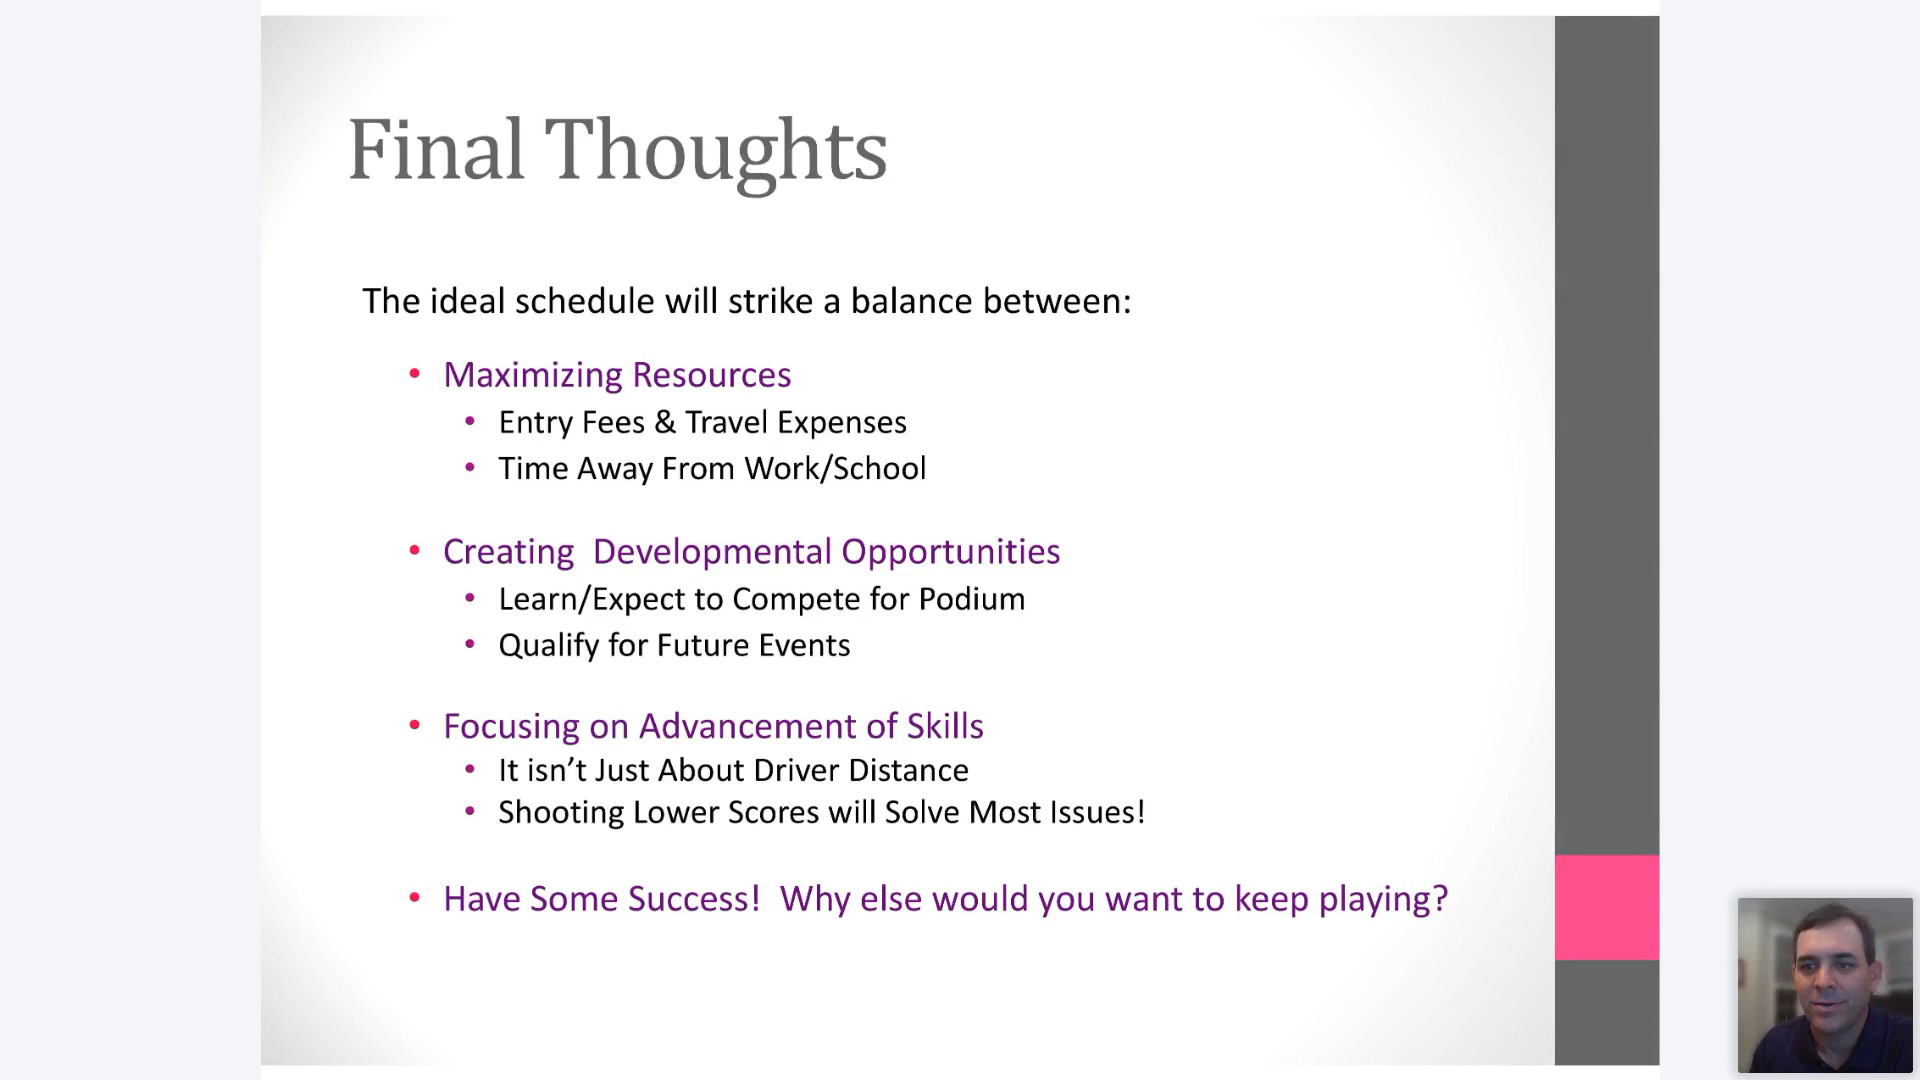 Final Thoughts
The ideal schedule will strike a balance between:
• Maximizing Resources
• Entry Fees & Travel Expenses
• Time Away From Work/School
• Creating  Developmental Opportunities
• Learn/Expect to Compete for Podium
• Qualify for Future Events
• Focusing on Advancement of Skills
• It isn’t Just About Driver Distance
• Shooting Lower Scores will Solve Most Issues!
• Have Some Success!  Why else would you want to keep playing?